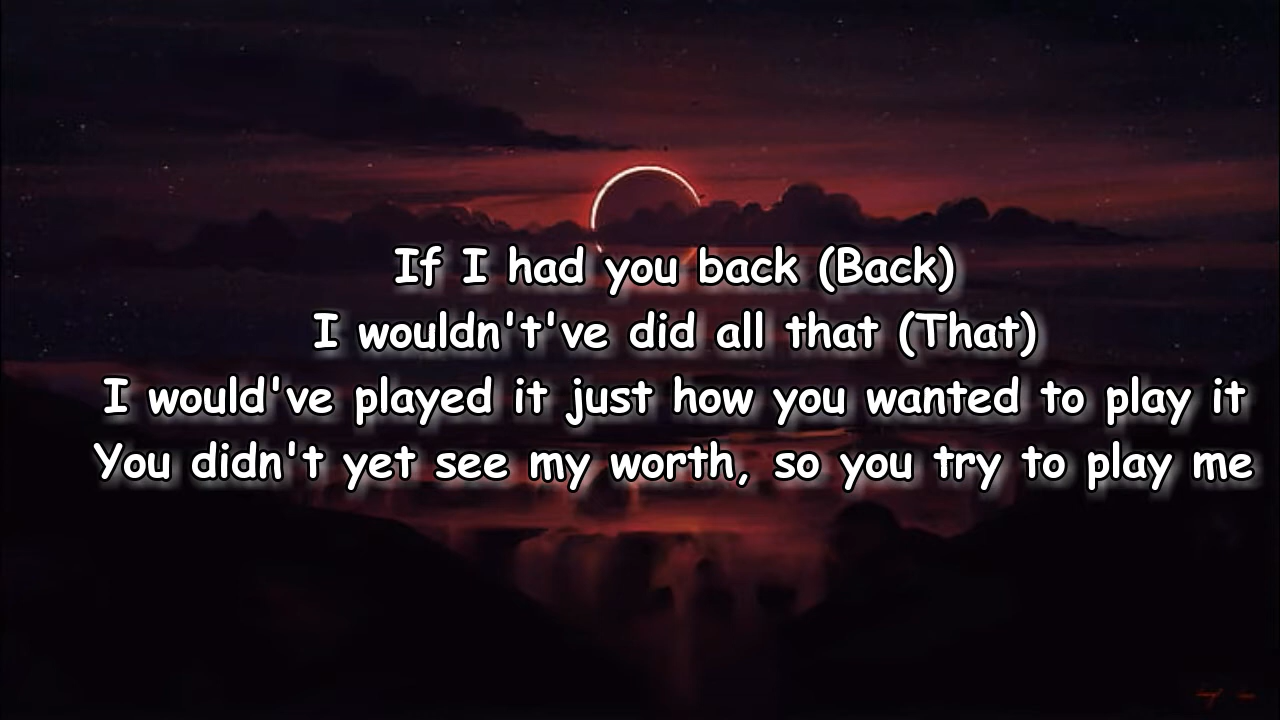 If I had you back (Back)
I wouldn't've did all that (That)
I would've played it just how you wanted to play it
You didn't yet see my worth, so you try to play me